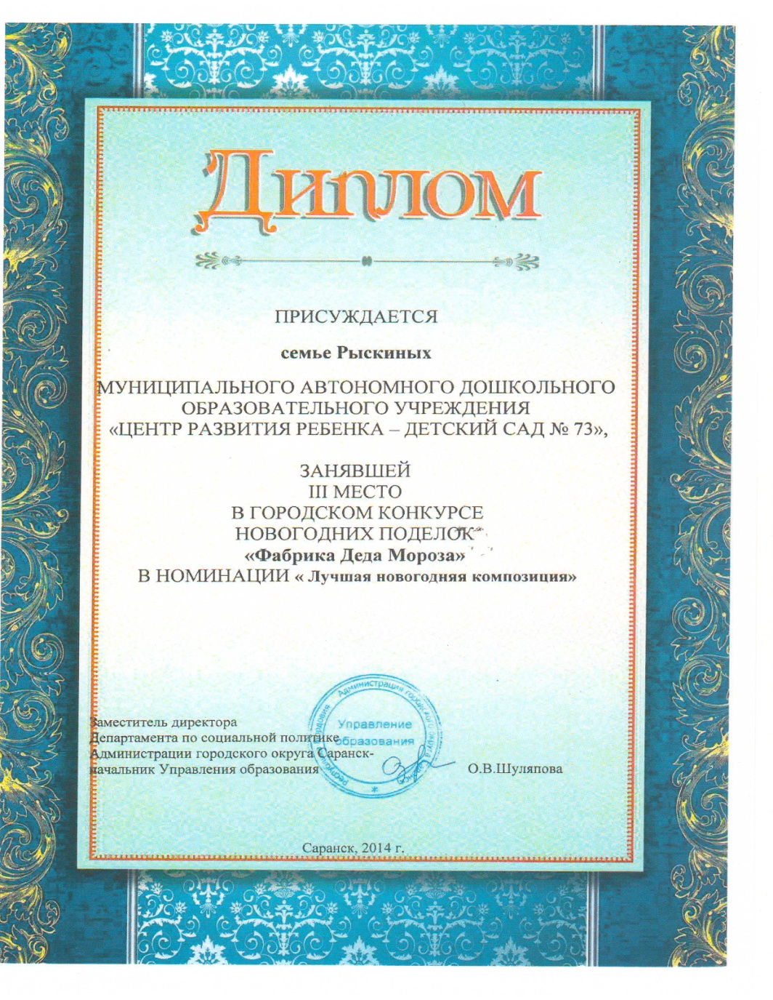 Диплом
ПРИСУЖДАЕТСЯ
семье Рыскиных
МУНИЦИПАЛЬНОГО АВТОНОМНОГО ДОШКОЛЬНОГО
ОБРАЗОВАТЕЛЬНОГО УЧРЕЖДЕНИЯ
«ЦЕНТР РАЗВИТИЯ РЕБЕНКА – ДЕТСКИЙ САД № 73»,
ЗАНЯВШЕЙ
III МЕСТО
В ГОРОДСКОМ КОНКУРСЕ
НОВОГОДНИХ ПОДЕЛОК
«Фабрика Деда Мороза»
В НОМИНАЦИИ « Лучшая новогодняя композиция»
Заместитель директора
Департамента по социальной политике
Администрации городского округа Саранск-
начальник Управления образования
О.В.Шуляпова
Администрация городского округа Саранск
Управление
образования
Саранск, 2014 г.